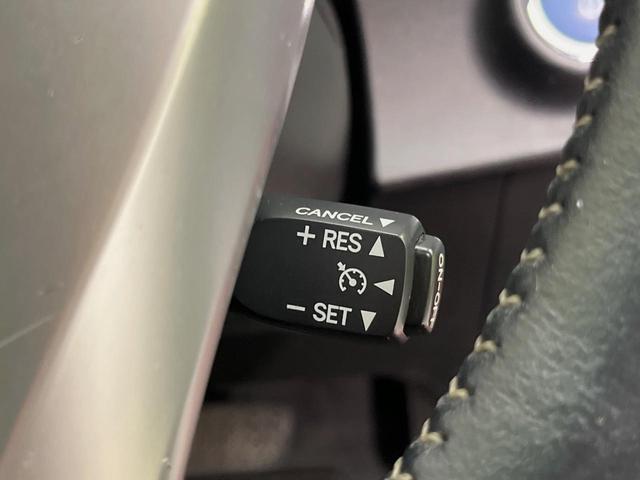 CANCEL▼
+ RES▲
◀
− SET▼
ON-OFF